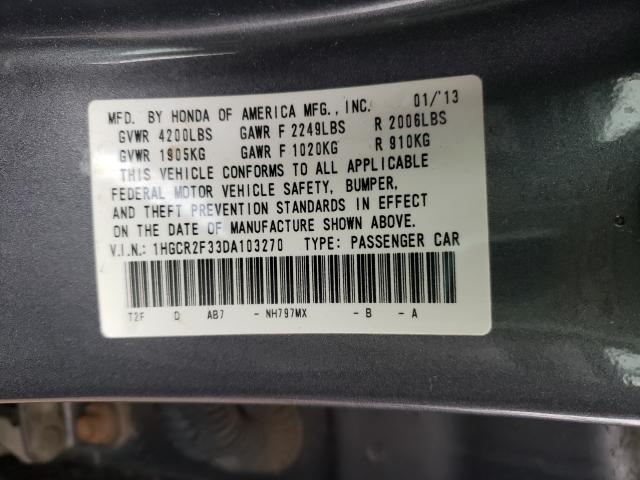 MFD. BY HONDA OF AMERICA MFG., INC. 01/'13
GVWR 4200LBS GAWR F 2249LBS R 2006LBS
GVWR 1905KG GAWR F 1020KG R 910KG
THIS VEHICLE CONFORMS TO ALL APPLICABLE
FEDERAL MOTOR VEHICLE SAFETY, BUMPER,
AND THEFT PREVENTION STANDARDS IN EFFECT
ON THE DATE OF MANUFACTURE SHOWN ABOVE.
V.I.N.: 1HGCR2F33DA103270 TYPE: PASSENGER CAR
T2F D AB7 - NH797MX - B - A